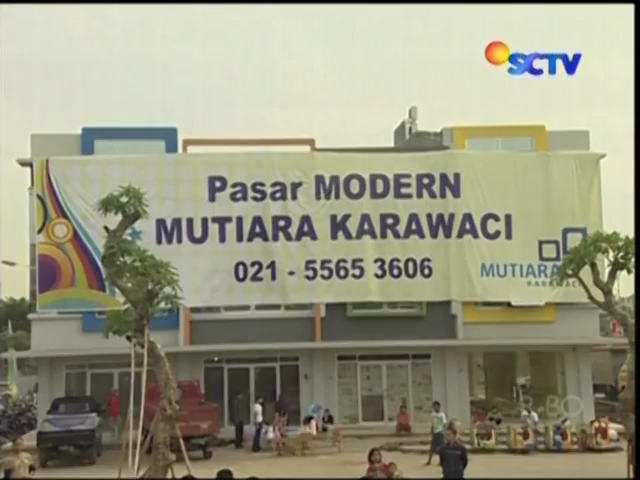 SCTV
Pasar MODERN
MUTIARA KARAWACI
021 - 5565 3606
MUTIARA
KARAWACI